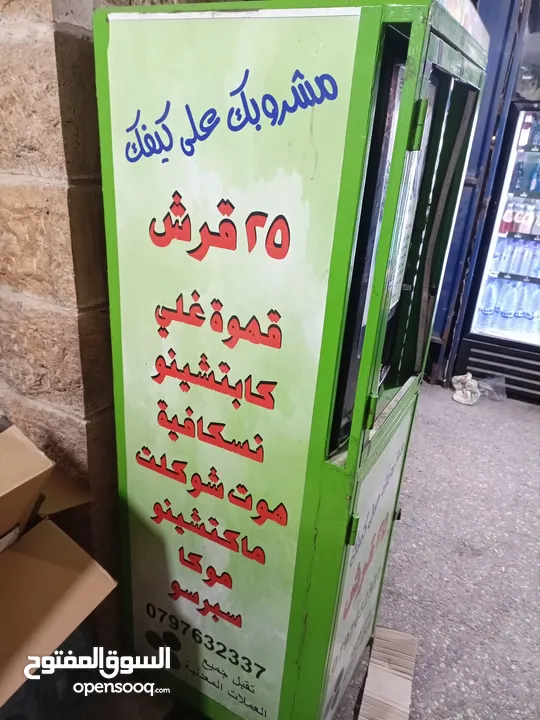 مشروبك على كيفك
٢٥ قرش
قهوة غلي
كابتشينو
نسكافية
هوت شوكلت
ماكنتشينو
موكا
سبرسو
0797632337
تقبل جميع
العملات المعدنية
السوق المفتوح
opensooq.com